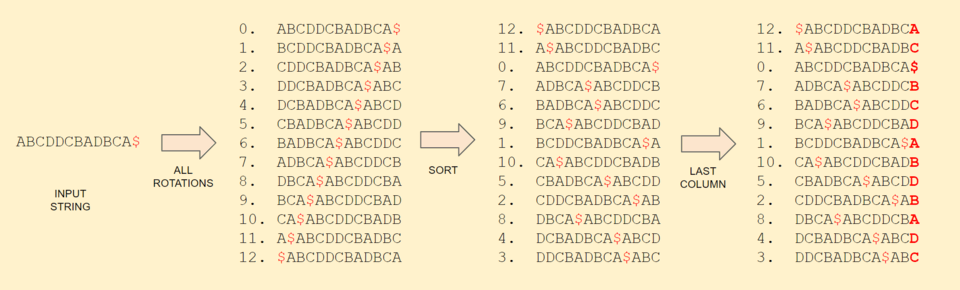 ABCDDCBADBCA$
INPUT
STRING
ALL
ROTATIONS
0. ABCDDCBADBCA$
1. BCDDCBADBCA$A
2. CDDCBADBCA$AB
3. DDCBADBCA$ABC
4. DCBADBCA$ABCD
5. CBADBCA$ABCDD
6. BADBCA$ABCDDC
7. ADBCA$ABCDDCB
8. DBCA$ABCDDCBA
9. BCA$ABCDDCBAD
10. CA$ABCDDCBADB
11. A$ABCDDCBADBC
12. $ABCDDCBADBCA
SORT
12. $ABCDDCBADBCA
11. A$ABCDDCBADBC
0. ABCDDCBADBCA$
7. ADBCA$ABCDDCB
6. BADBCA$ABCDDC
9. BCA$ABCDDCBAD
1. BCDDCBADBCA$A
10. CA$ABCDDCBADB
5. CBADBCA$ABCDD
2. CDDCBADBCA$AB
8. DBCA$ABCDDCBA
4. DCBADBCA$ABCD
3. DDCBADBCA$ABC
LAST
COLUMN
12. $ABCDDCBADBCA
11. A$ABCDDCBADBC
0. ABCDDCBADBCA$
7. ADBCA$ABCDDCB
6. BADBCA$ABCDDC
9. BCA$ABCDDCBAD
1. BCDDCBADBCA$A
10. CA$ABCDDCBADB
5. CBADBCA$ABCDD
2. CDDCBADBCA$AB
8. DBCA$ABCDDCBA
4. DCBADBCA$ABCD
3. DDCBADBCA$ABC